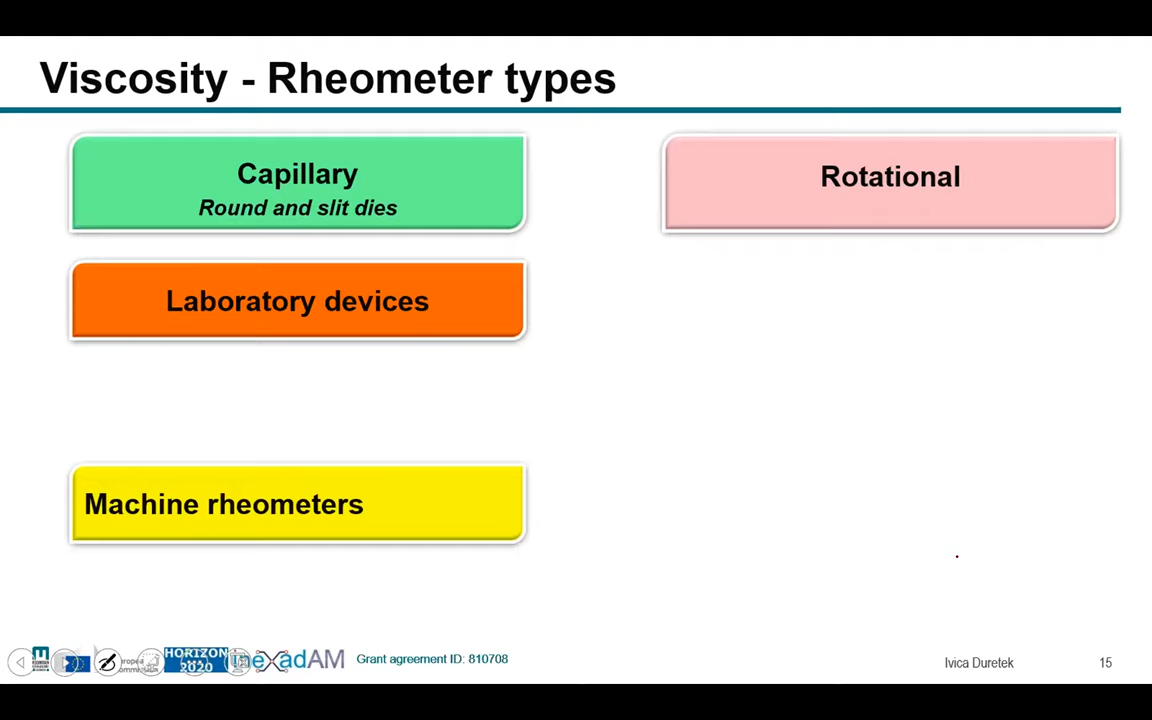 Viscosity - Rheometer types
Capillary
Round and slit dies
Rotational
Laboratory devices
Machine rheometers
HORIZON
2020
nexadAM
Grant agreement ID: 810708
Ivica Duretek
15